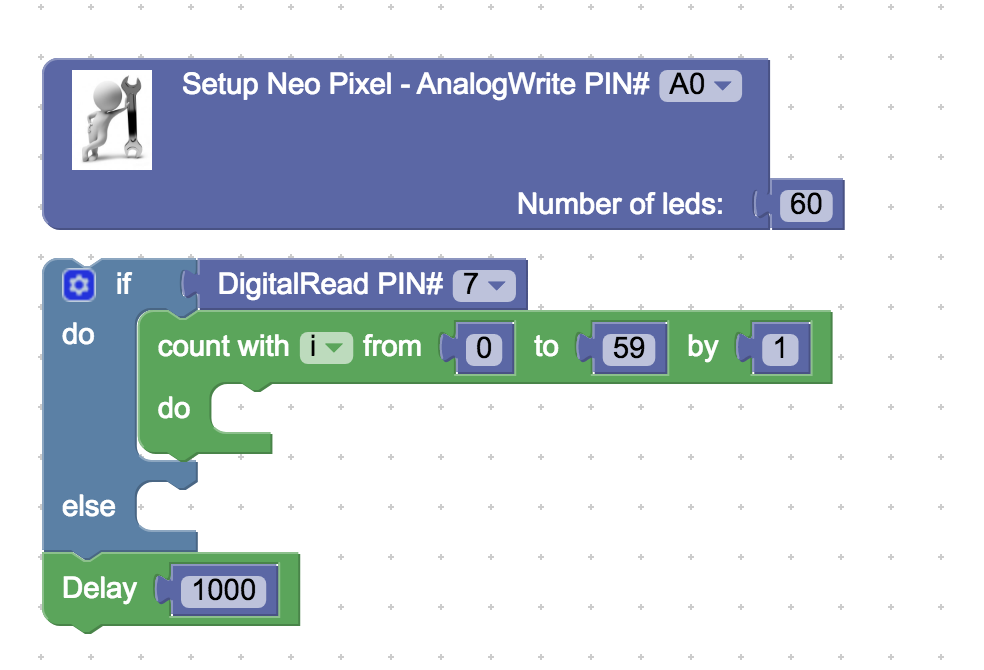 Setup Neo Pixel - AnalogWrite PIN# A0
Number of leds: 60
if DigitalRead PIN# 7
do count with i from 0 to 59 by 1
do
else
Delay 1000